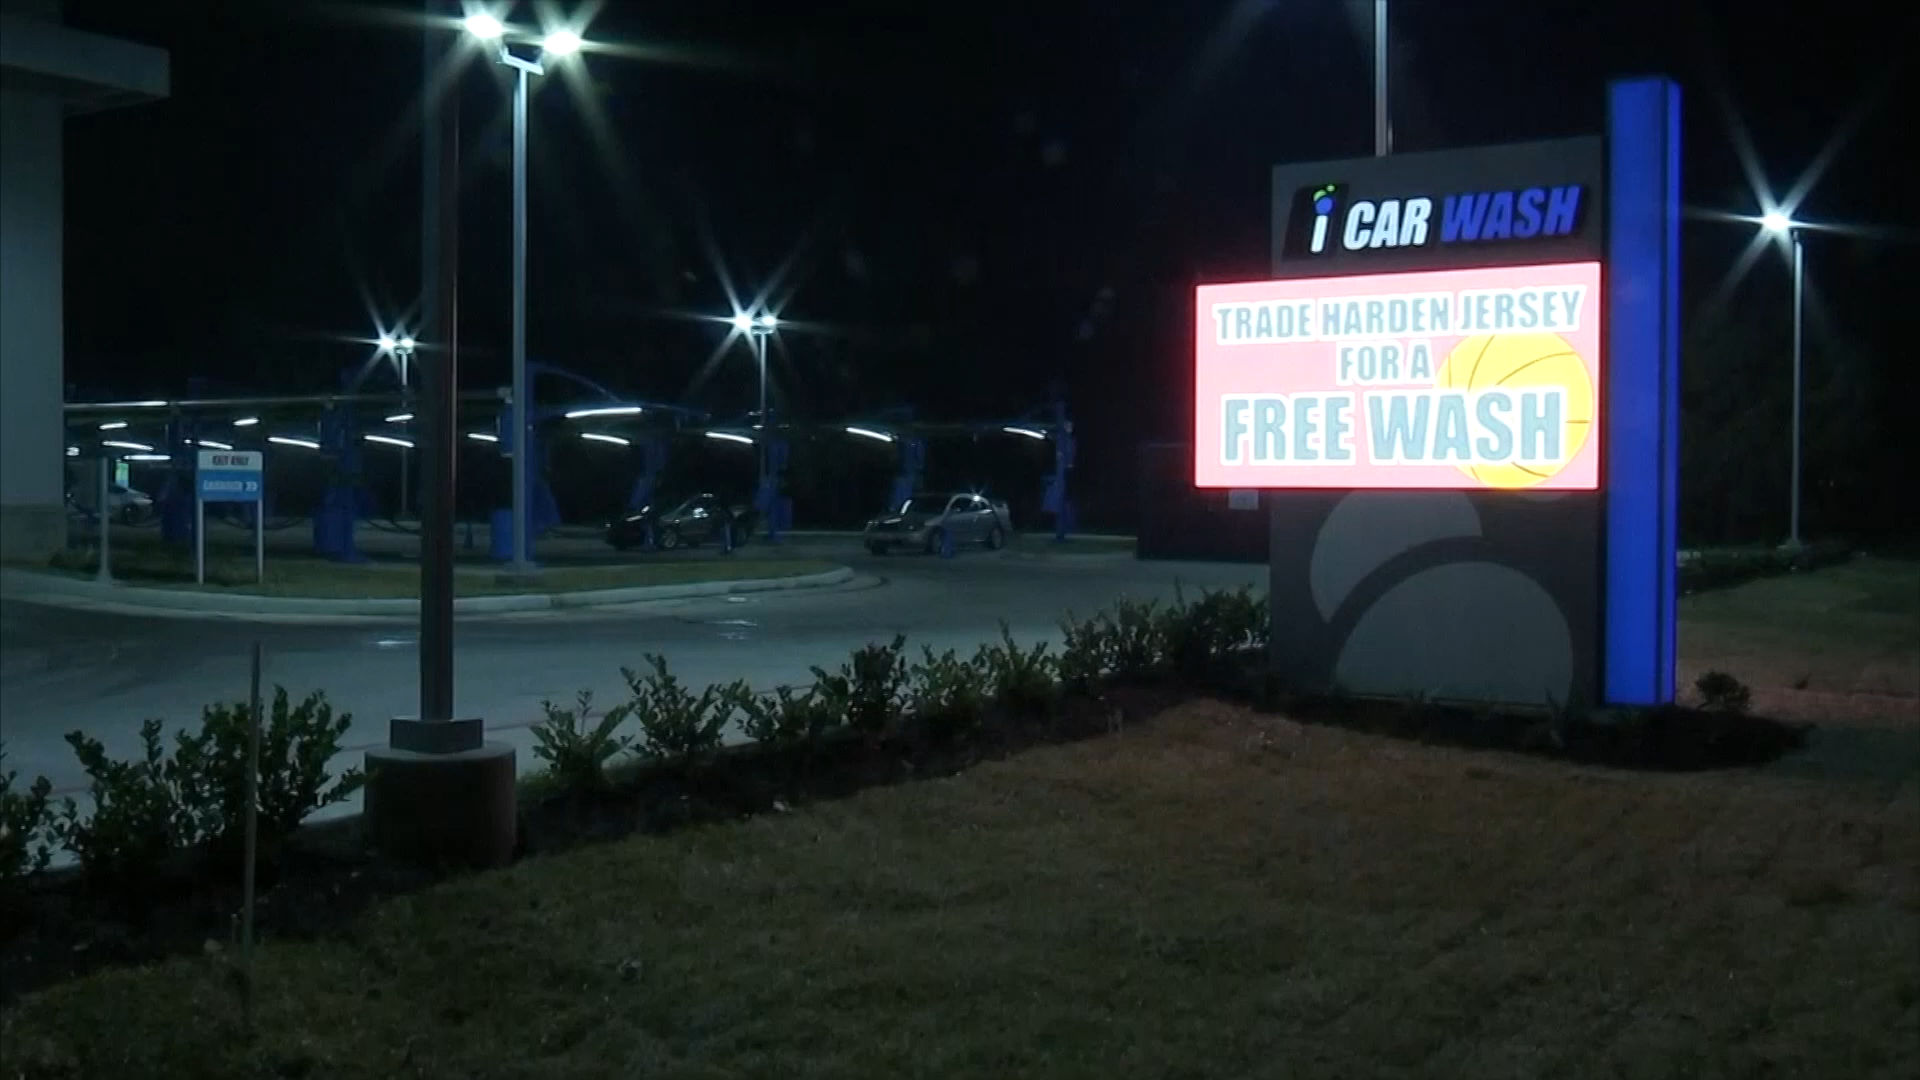 i CAR WASH
TRADE HARDEN JERSEY
FOR A
FREE WASH
EXIT ONLY